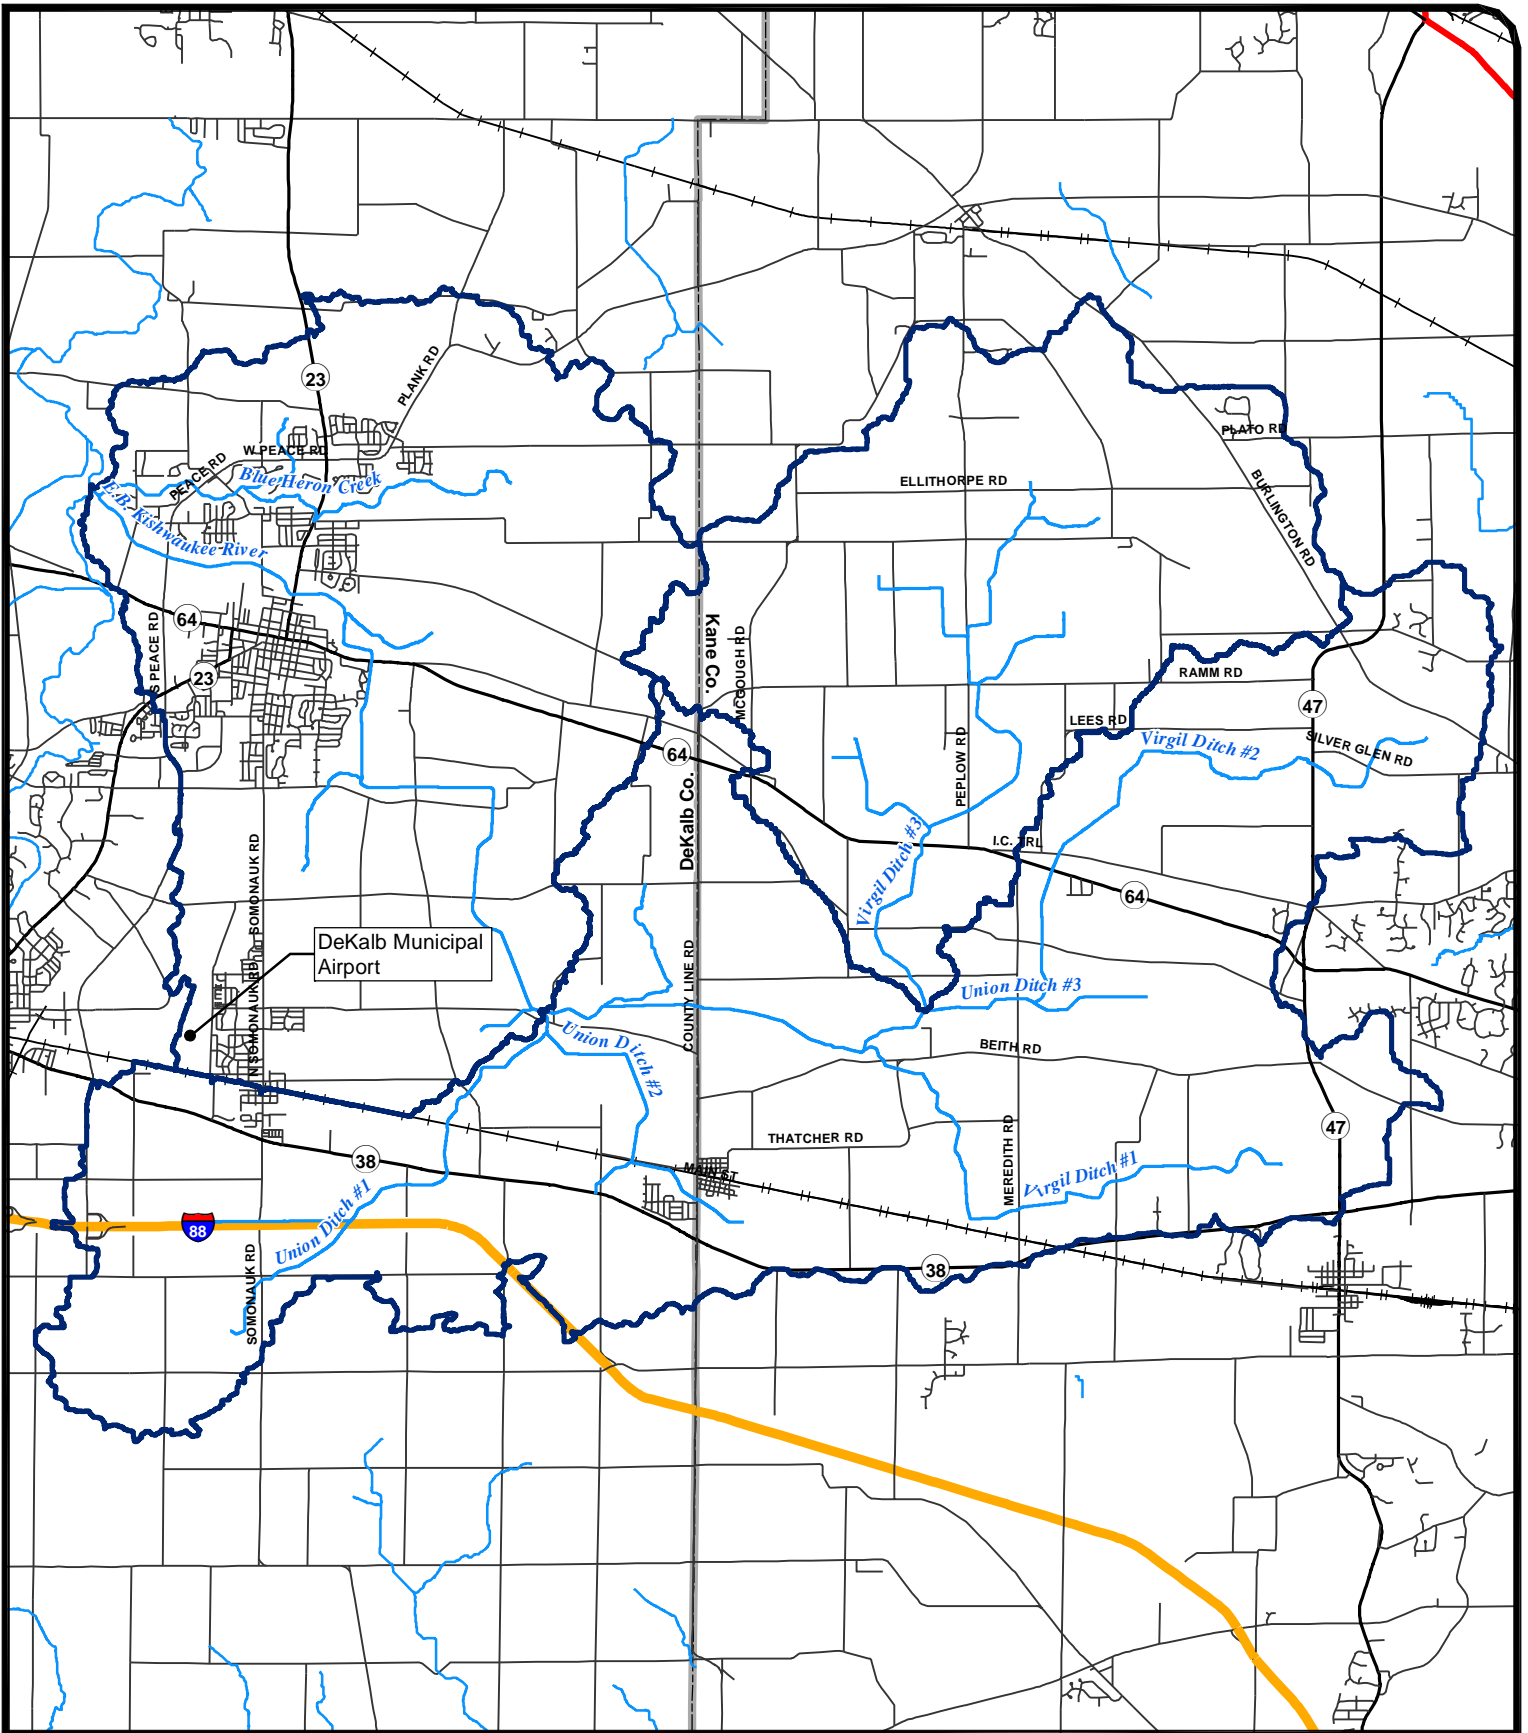 23
PLANK RD
W PEACE RD
PEACE RD
Blue Heron Creek
E.B. Kishwaukee River
PLATO RD
ELLITHORPE RD
BURLINGTON RD
64
S PEACE RD
23
Kane Co.
MCGOUGH RD
RAMM RD
47
LEES RD
Virgil Ditch #2
SILVER GLEN RD
64
PEPLOW RD
DeKalb Co.
Virgil Ditch #3
I.C. TRL
64
SOMONAUK RD
DeKalb Municipal
Airport
COUNTY LINE RD
N SOMONAUK RD
Union Ditch #3
Union Ditch #2
BEITH RD
THATCHER RD
MEREDITH RD
47
38
MAIN ST
Virgil Ditch #1
Union Ditch #1
88
SOMONAUK RD
38